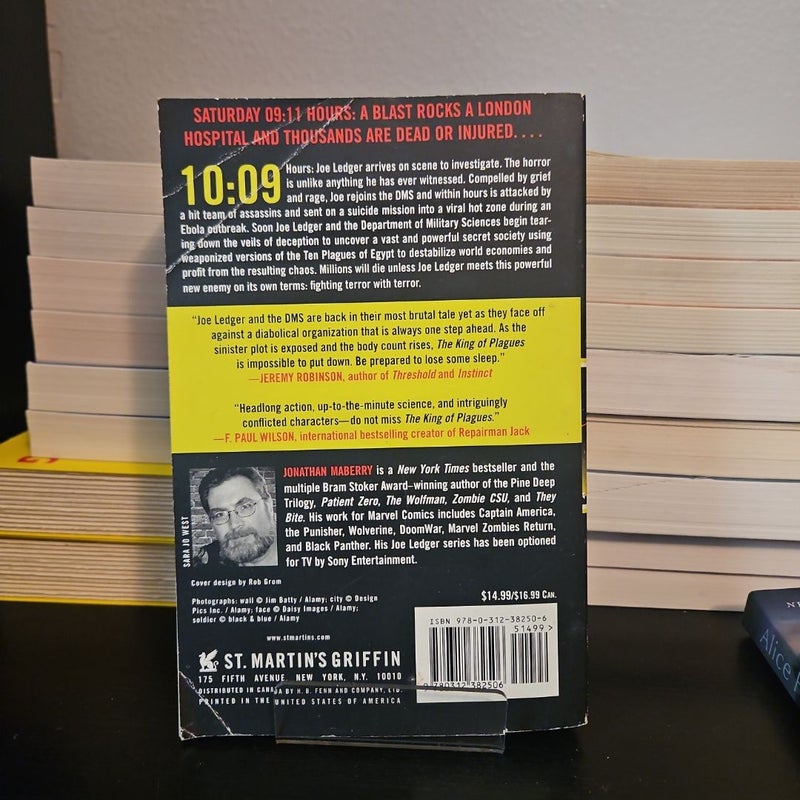 SATURDAY 09:11 HOURS: A BLAST ROCKS A LONDON
HOSPITAL AND THOUSANDS ARE DEAD OR INJURED....
10:09 Hours: Joe Ledger arrives on scene to investigate. The horror
is unlike anything he has ever witnessed. Compelled by grief
and rage, Joe rejoins the DMS and within hours is attacked by
a hit team of assassins and sent on a suicide mission into a viral hot zone during an
Ebola outbreak. Soon Joe Ledger and the Department of Military Sciences begin tear-
ing down the veils of deception to uncover a vast and powerful secret society using
weaponized versions of the Ten Plagues of Egypt to destabilize world economies and
profit from the resulting chaos. Millions will die unless Joe Ledger meets this powerful
new enemy on its own terms: fighting terror with terror.
"Joe Ledger and the DMS are back in their most brutal tale yet as they face off
against a diabolical organization that is always one step ahead. As the
sinister plot is exposed and the body count rises, The King of Plagues
is impossible to put down. Be prepared to lose some sleep."
—JEREMY ROBINSON, author of Threshold and Instinct
"Headlong action, up-to-the-minute science, and intriguingly
conflicted characters—do not miss The King of Plagues."
—F. PAUL WILSON, international bestselling creator of Repairman Jack
JONATHAN MABERRY is a New York Times bestseller and the
multiple Bram Stoker Award–winning author of the Pine Deep
Trilogy, Patient Zero, The Wolfman, Zombie CSU, and They
Bite. His work for Marvel Comics includes Captain America,
the Punisher, Wolverine, DoomWar, Marvel Zombies Return,
and Black Panther. His Joe Ledger series has been optioned
for TV by Sony Entertainment.
SARA JO WEST
Cover design by Rob Grom
Photographs: wall © Jim Batty / Alamy; city © Design
Pics Inc. / Alamy; face © Daisy Images / Alamy;
soldier © black & blue / Alamy
www.stmartins.com
ST. MARTIN'S GRIFFIN
175 FIFTH AVENUE, NEW YORK, N.Y. 10010
DISTRIBUTED IN CANADA BY H. B. FENN AND COMPANY, LTD.
PRINTED IN THE UNITED STATES OF AMERICA
$14.99/$16.99 CAN.
ISBN 978-0-312-38250-6
51499>
9 780312 382506
Alice